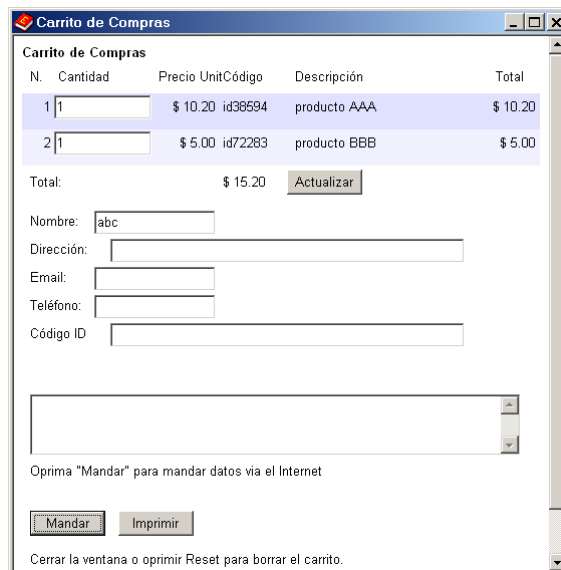 Carrito de Compras
Carrito de Compras
N. Cantidad Precio UnitCódigo Descripción Total
1 1 $ 10.20 id38594 producto AAA $ 10.20
2 1 $ 5.00 id72283 producto BBB $ 5.00
Total: $ 15.20 Actualizar
Nombre: abc
Dirección:
Email:
Teléfono:
Código ID
Oprima "Mandar" para mandar datos via el Internet
Mandar Imprimir
Cerrar la ventana o oprimir Reset para borrar el carrito.